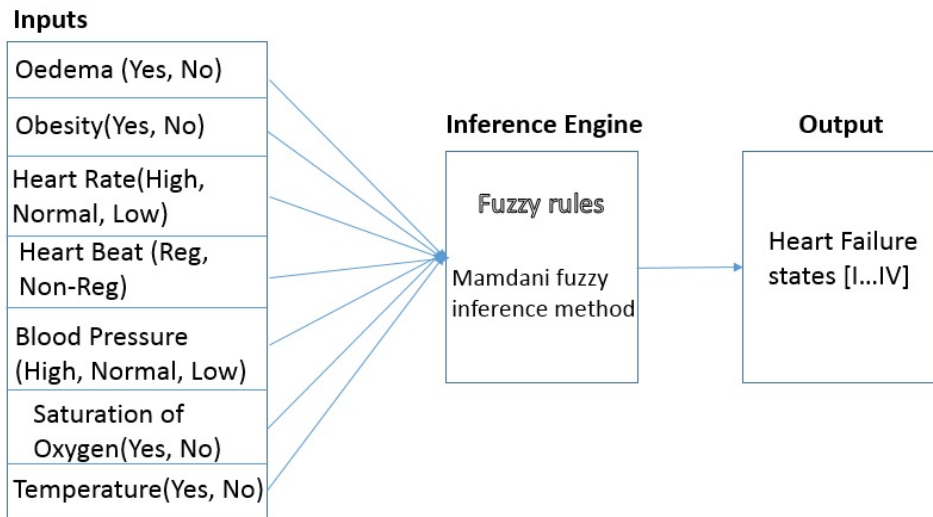 Inputs
Oedema (Yes, No)
Obesity(Yes, No)
Heart Rate(High,
Normal, Low)
Heart Beat (Reg,
Non-Reg)
Blood Pressure
(High, Normal, Low)
Saturation of
Oxygen(Yes, No)
Temperature(Yes, No)
Inference Engine
Fuzzy rules
Mamdani fuzzy
inference method
Output
Heart Failure
states [I...IV]